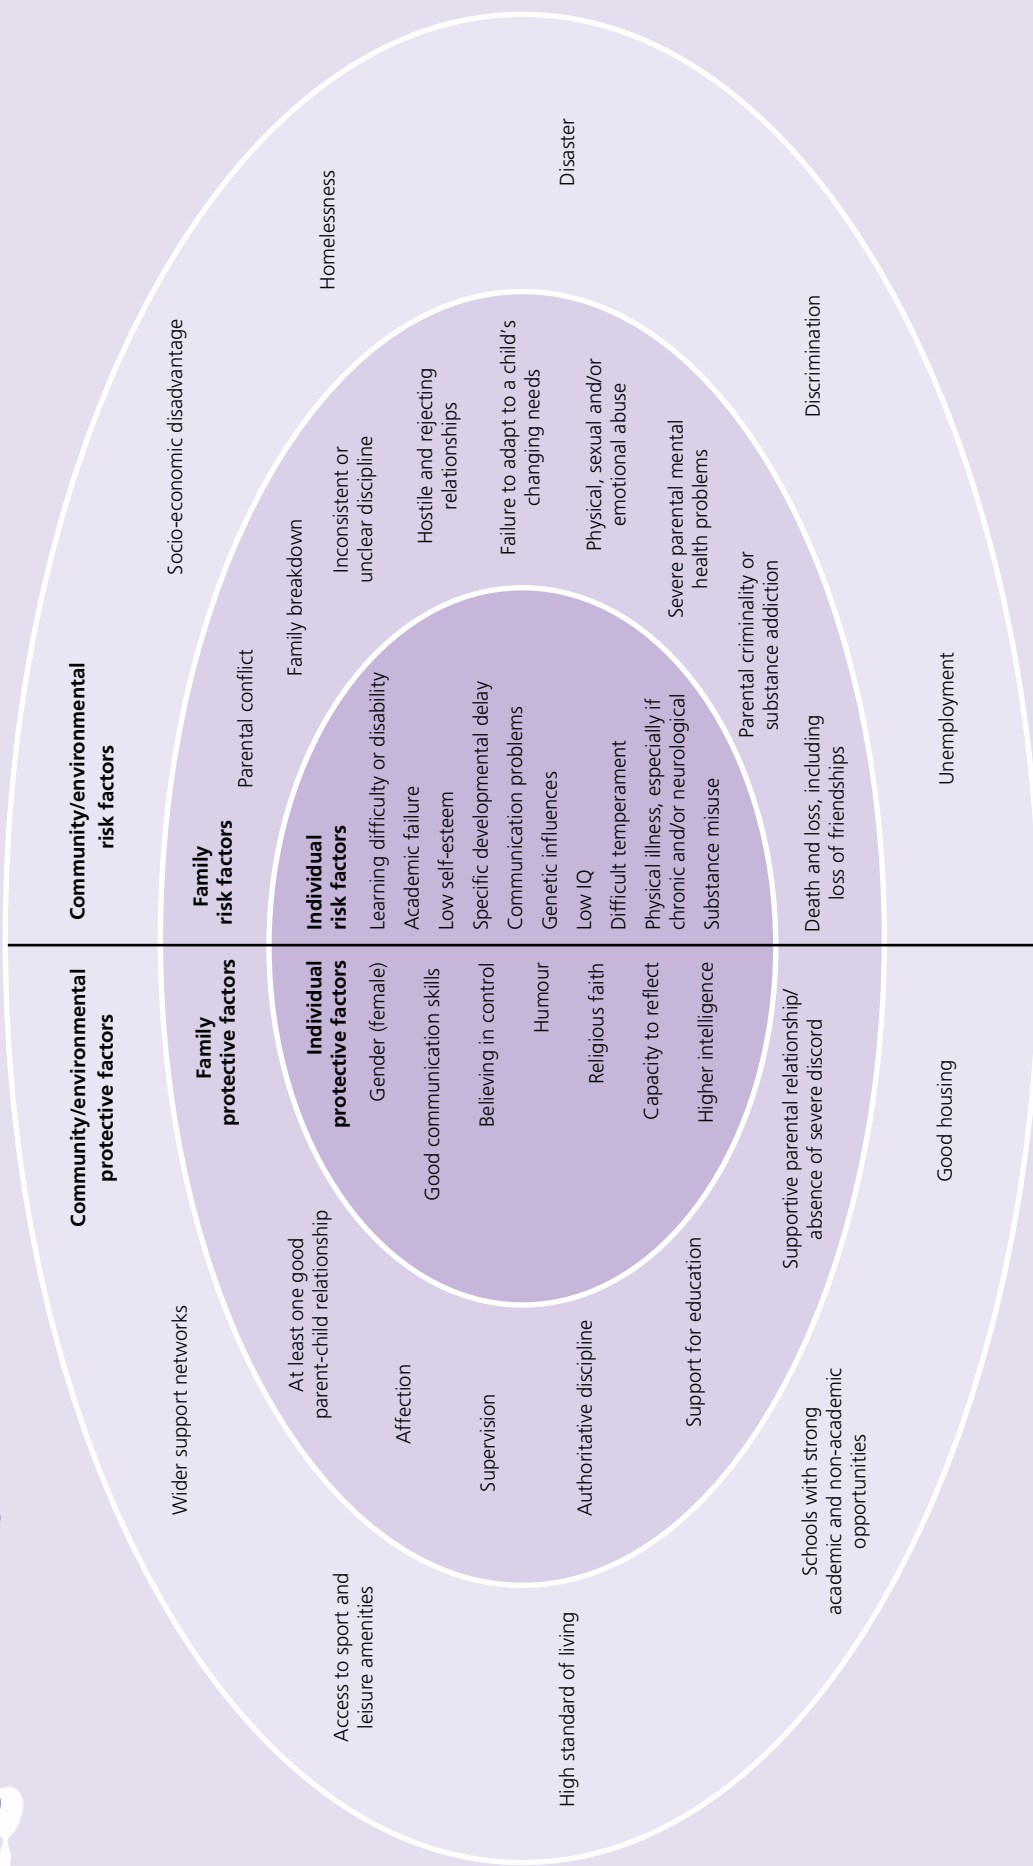 Community/environmental
protective factors
Wider support networks
Access to sport and
leisure amenities
High standard of living
Schools with strong
academic and non-academic
opportunities
Good housing
Family
protective factors
At least one good
parent-child relationship
Affection
Supervision
Authoritative discipline
Support for education
Supportive parental relationship/
absence of severe discord
Individual
protective factors
Gender (female)
Good communication skills
Believing in control
Humour
Religious faith
Capacity to reflect
Higher intelligence
Community/environmental
risk factors
Socio-economic disadvantage
Homelessness
Disaster
Discrimination
Unemployment
Family
risk factors
Parental conflict
Family breakdown
Inconsistent or
unclear discipline
Hostile and rejecting
relationships
Failure to adapt to a child's
changing needs
Physical, sexual and/or
emotional abuse
Severe parental mental
health problems
Parental criminality or
substance addiction
Death and loss, including
loss of friendships
Individual
risk factors
Learning difficulty or disability
Academic failure
Low self-esteem
Specific developmental delay
Communication problems
Genetic influences
Low IQ
Difficult temperament
Physical illness, especially if
chronic and/or neurological
Substance misuse